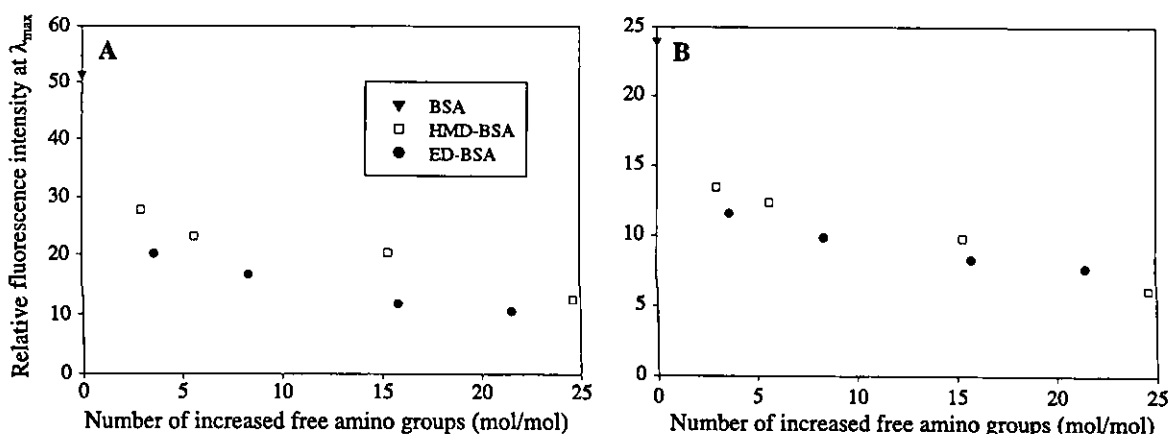 Relative fluorescence intensity at λmax
A
60
50
40
30
20
10
0
▼ BSA
□ HMD-BSA
● ED-BSA
0 5 10 15 20 25
Number of increased free amino groups (mol/mol)
B
25
20
15
10
5
0
0 5 10 15 20 25
Number of increased free amino groups (mol/mol)